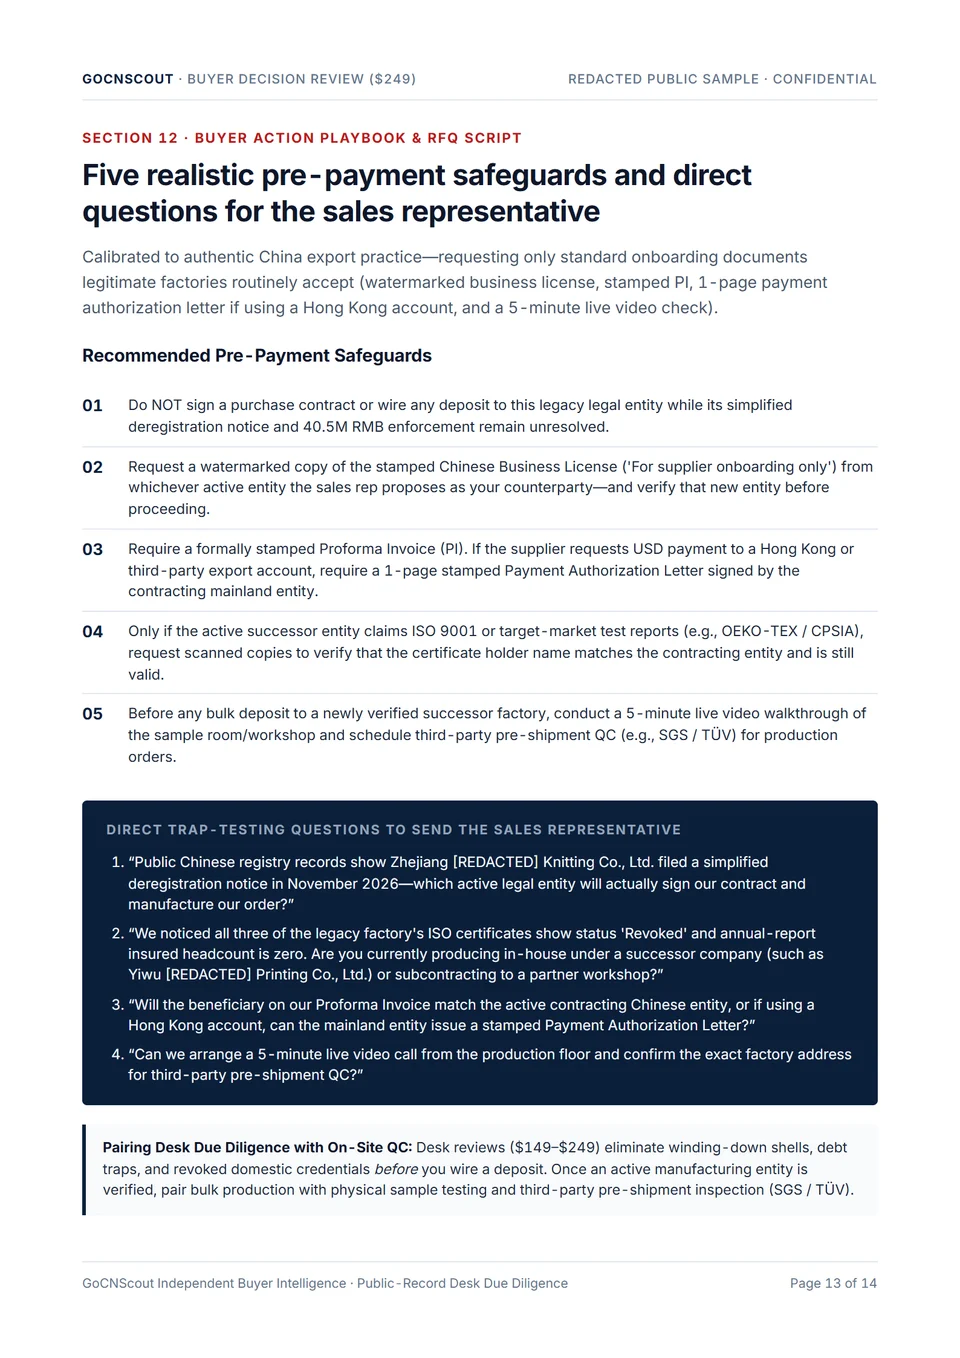 GOCNSCOUT · BUYER DECISION REVIEW ($249)
REDACTED PUBLIC SAMPLE · CONFIDENTIAL
SECTION 12 · BUYER ACTION PLAYBOOK & RFQ SCRIPT
Five realistic pre-payment safeguards and direct
questions for the sales representative
Calibrated to authentic China export practice—requesting only standard onboarding documents
legitimate factories routinely accept (watermarked business license, stamped PI, 1-page payment
authorization letter if using a Hong Kong account, and a 5-minute live video check).
Recommended Pre-Payment Safeguards
01 Do NOT sign a purchase contract or wire any deposit to this legacy legal entity while its simplified
deregistration notice and 40.5M RMB enforcement remain unresolved.
02 Request a watermarked copy of the stamped Chinese Business License ('For supplier onboarding only') from
whichever active entity the sales rep proposes as your counterparty—and verify that new entity before
proceeding.
03 Require a formally stamped Proforma Invoice (PI). If the supplier requests USD payment to a Hong Kong or
third-party export account, require a 1-page stamped Payment Authorization Letter signed by the
contracting mainland entity.
04 Only if the active successor entity claims ISO 9001 or target-market test reports (e.g., OEKO-TEX / CPSIA),
request scanned copies to verify that the certificate holder name matches the contracting entity and is still
valid.
05 Before any bulk deposit to a newly verified successor factory, conduct a 5-minute live video walkthrough of
the sample room/workshop and schedule third-party pre-shipment QC (e.g., SGS / TÜV) for production
orders.
DIRECT TRAP-TESTING QUESTIONS TO SEND THE SALES REPRESENTATIVE
1. “Public Chinese registry records show Zhejiang [REDACTED] Knitting Co., Ltd. filed a simplified
deregistration notice in November 2026—which active legal entity will actually sign our contract and
manufacture our order?”
2. “We noticed all three of the legacy factory's ISO certificates show status 'Revoked' and annual-report
insured headcount is zero. Are you currently producing in-house under a successor company (such as
Yiwu [REDACTED] Printing Co., Ltd.) or subcontracting to a partner workshop?”
3. “Will the beneficiary on our Proforma Invoice match the active contracting Chinese entity, or if using a
Hong Kong account, can the mainland entity issue a stamped Payment Authorization Letter?”
4. “Can we arrange a 5-minute live video call from the production floor and confirm the exact factory address
for third-party pre-shipment QC?”
Pairing Desk Due Diligence with On-Site QC: Desk reviews ($149–$249) eliminate winding-down shells, debt
traps, and revoked domestic credentials before you wire a deposit. Once an active manufacturing entity is
verified, pair bulk production with physical sample testing and third-party pre-shipment inspection (SGS / TÜV).
GoCNScout Independent Buyer Intelligence · Public-Record Desk Due Diligence
Page 13 of 14